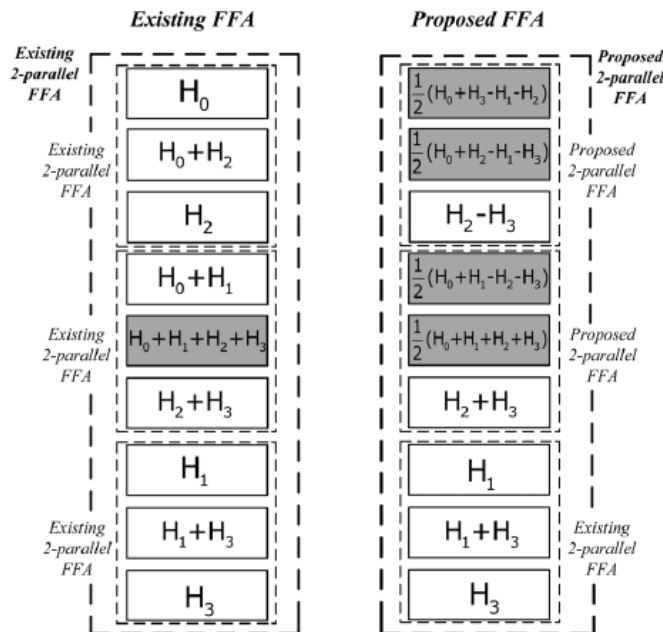 Existing FFA
Existing
2-parallel
FFA
H₀
H₀+H₂
H₂
Existing
2-parallel
FFA
H₀+H₁
H₀+H₁+H₂+H₃
H₂+H₃
Existing
2-parallel
FFA
H₁
H₁+H₃
H₃
Existing
2-parallel
FFA
Proposed FFA
Proposed
2-parallel
FFA
1/2 (H₀+H₃-H₁-H₂)
1/2 (H₀+H₂-H₁-H₃)
H₂-H₃
Proposed
2-parallel
FFA
1/2 (H₀+H₁-H₂-H₃)
1/2 (H₀+H₁+H₂+H₃)
H₂+H₃
Proposed
2-parallel
FFA
H₁
H₁+H₃
H₃
Existing
2-parallel
FFA